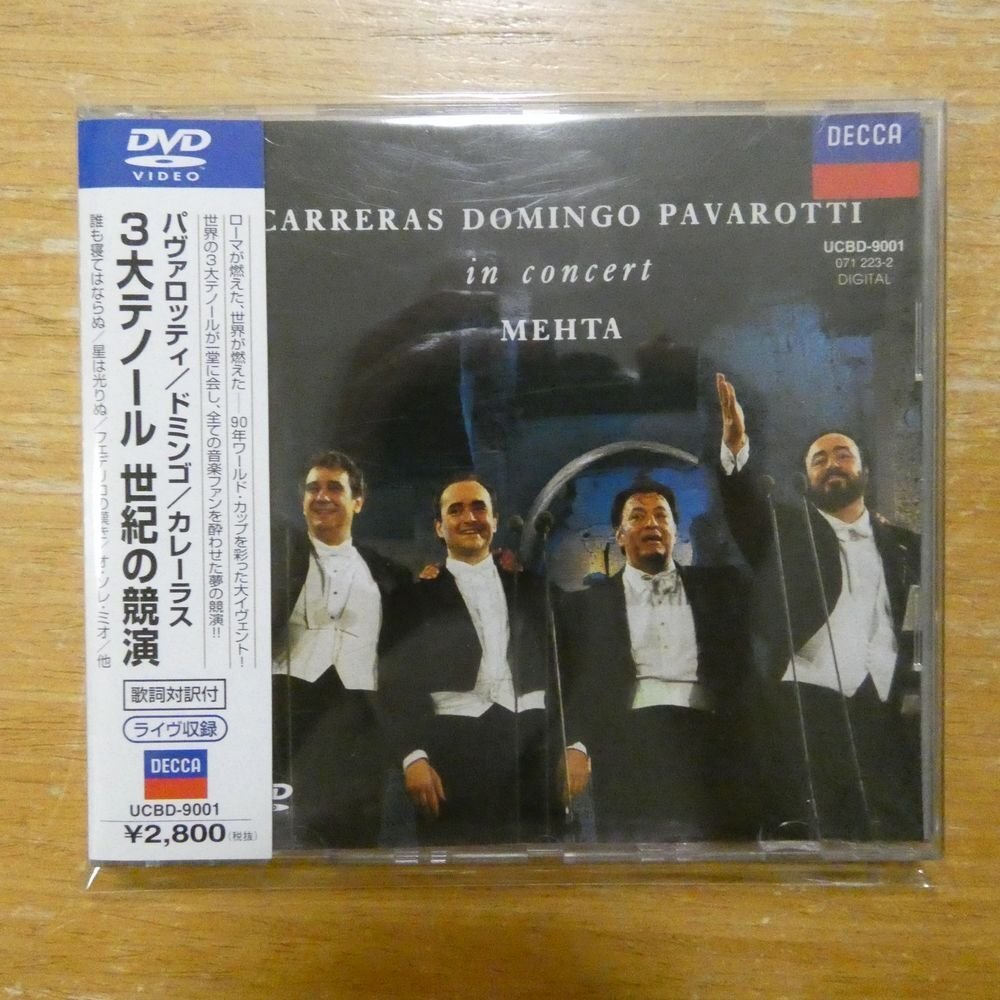 DVD
VIDEO
ローマが燃えた、世界が燃えた——90年ワールド・カップを彩った大イヴェント!
世界の3大テノールが一堂に会し、全ての音楽ファンを酔わせた夢の競演!!
パヴァロッティ/ドミンゴ/カレーラス
3大テノール 世紀の競演
誰も寝てはならぬ/星は光りぬ/フェデリコの嘆き/オ・ソレ・ミオ/他
歌詞対訳付
ライヴ収録
DECCA
UCBD-9001
¥2,800(税抜)
DECCA
CARRERAS DOMINGO PAVAROTTI
in concert
MEHTA
UCBD-9001
071 223-2
DIGITAL